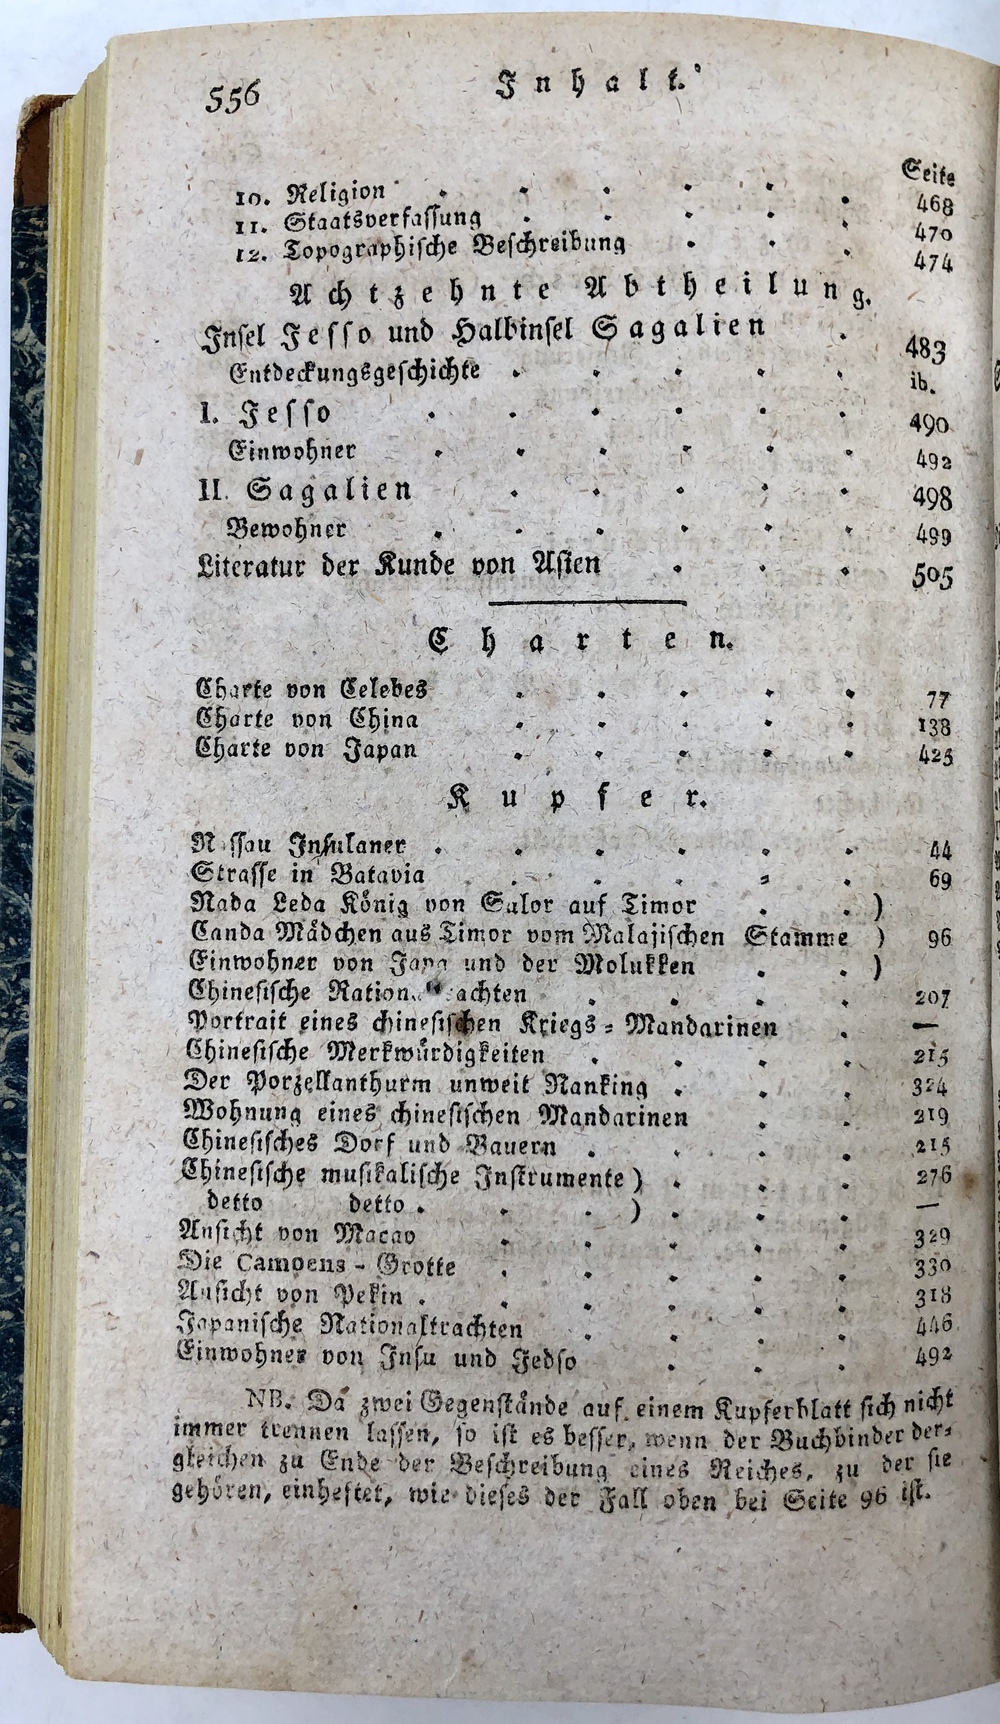 556 Inhalt.
Seite
10. Religion . . . . . . 468
11. Staatsverfassung . . . . . 470
12. Topographische Beschreibung . . . 474
Achtzehnte Abtheilung.
Insel Jesso und Halbinsel Sagalien . 483
Entdeckungsgeschichte . . . . . ib.
I. Jesso . . . . . . 490
Einwohner . . . . . . 492
II. Sagalien . . . . . 498
Bewohner . . . . . . 499
Literatur der Kunde von Asien . . . 505
Charten.
Charte von Celebes . . . . . 77
Charte von China . . . . . 138
Charte von Japan . . . . . 425
Kupfer.
Nassau Insulaner . . . . . . 44
Strasse in Batavia . . . . . 69
Nada Leda König von Sulor auf Timor . . )
Canda Mädchen aus Timor vom Malajischen Stamme ) 96
Einwohner von Java und der Molukken . . )
Chinesische . . . . 207
Portrait eines chinesischen Kriegs-Mandarinen . —
Chinesische Merkwürdigkeiten . . . . 215
Der Porzellanthurm unweit Nanking . . . 324
Wohnung eines chinesischen Mandarinen . . 219
Chinesisches Dorf und Bauern . . . . 215
Chinesische musikalische Instrumente ) . . . 276
detto detto . . . ) . . . —
Ansicht von Macao . . . . . 329
Die Camoens-Grotte . . . . . 330
Ansicht von Pekin . . . . . . 318
Japanische Nationaltrachten . . . . 446
Einwohner von Insu und Jedso . . . 492
NB. Da zwei Gegenstände auf einem Kupferblatt sich nicht
immer trennen lassen, so ist es besser, wenn der Buchbinder der-
gleichen zu Ende der Beschreibung eines Reiches, zu der sie
gehören, einheftet, wie dieses der Fall oben bei Seite 96 ist.